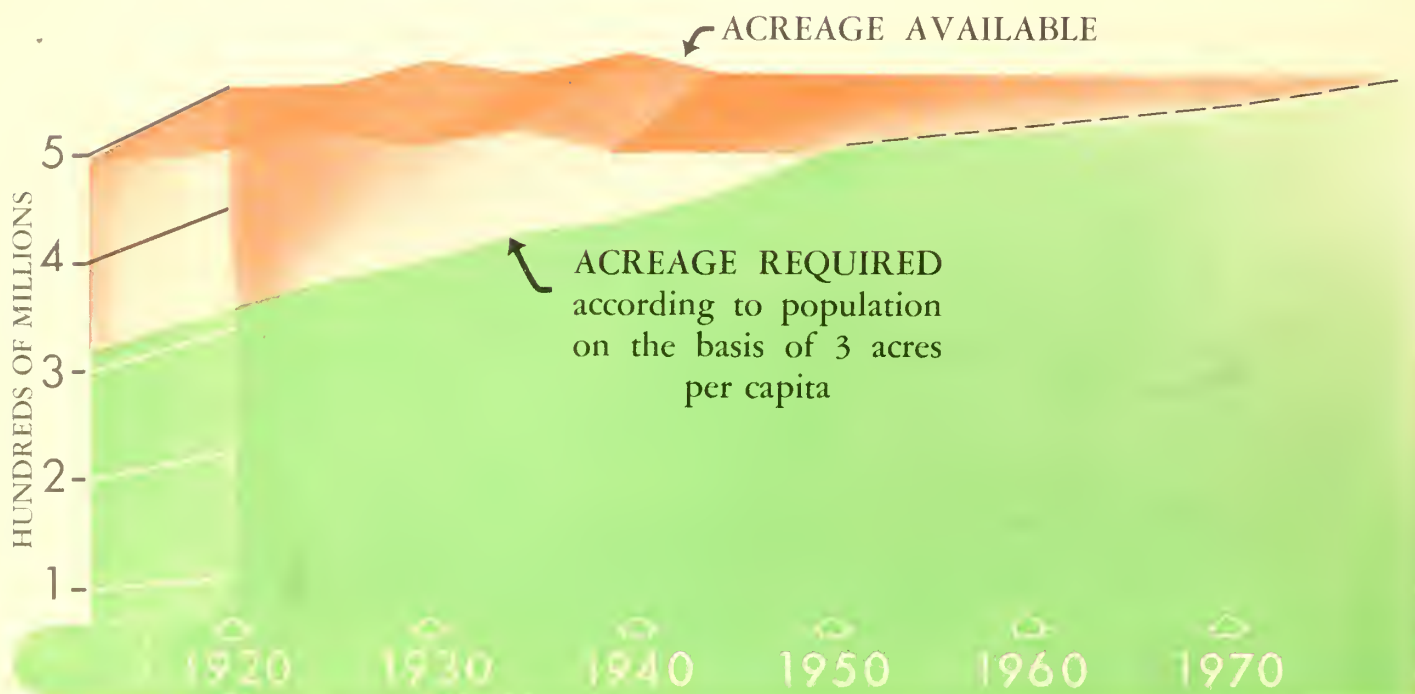 ACREAGE AVAILABLE
5
4
3
2
1
HUNDREDS OF MILLIONS
ACREAGE REQUIRED
according to population
on the basis of 3 acres
per capita
1920 1930 1940 1950 1960 1970